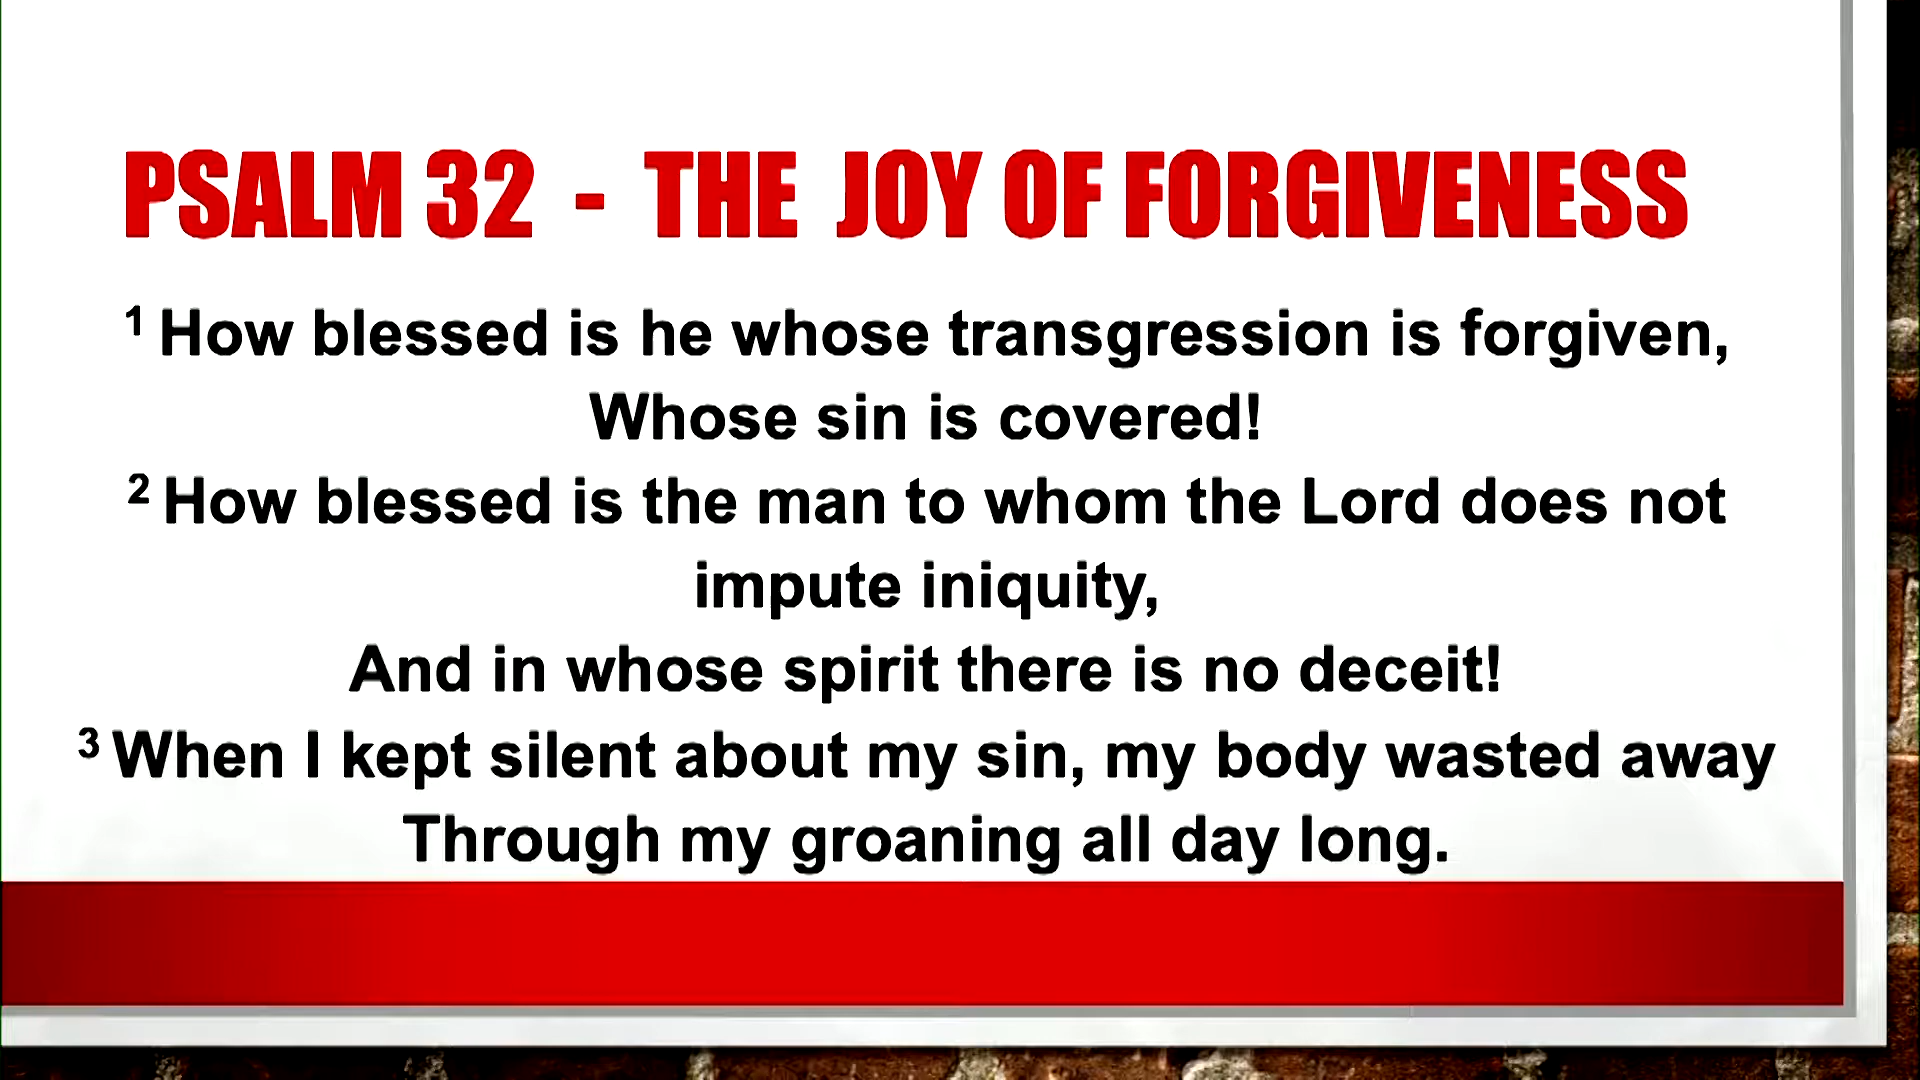 PSALM 32 - THE JOY OF FORGIVENESS
1 How blessed is he whose transgression is forgiven,
Whose sin is covered!
2 How blessed is the man to whom the Lord does not
impute iniquity,
And in whose spirit there is no deceit!
3 When I kept silent about my sin, my body wasted away
Through my groaning all day long.